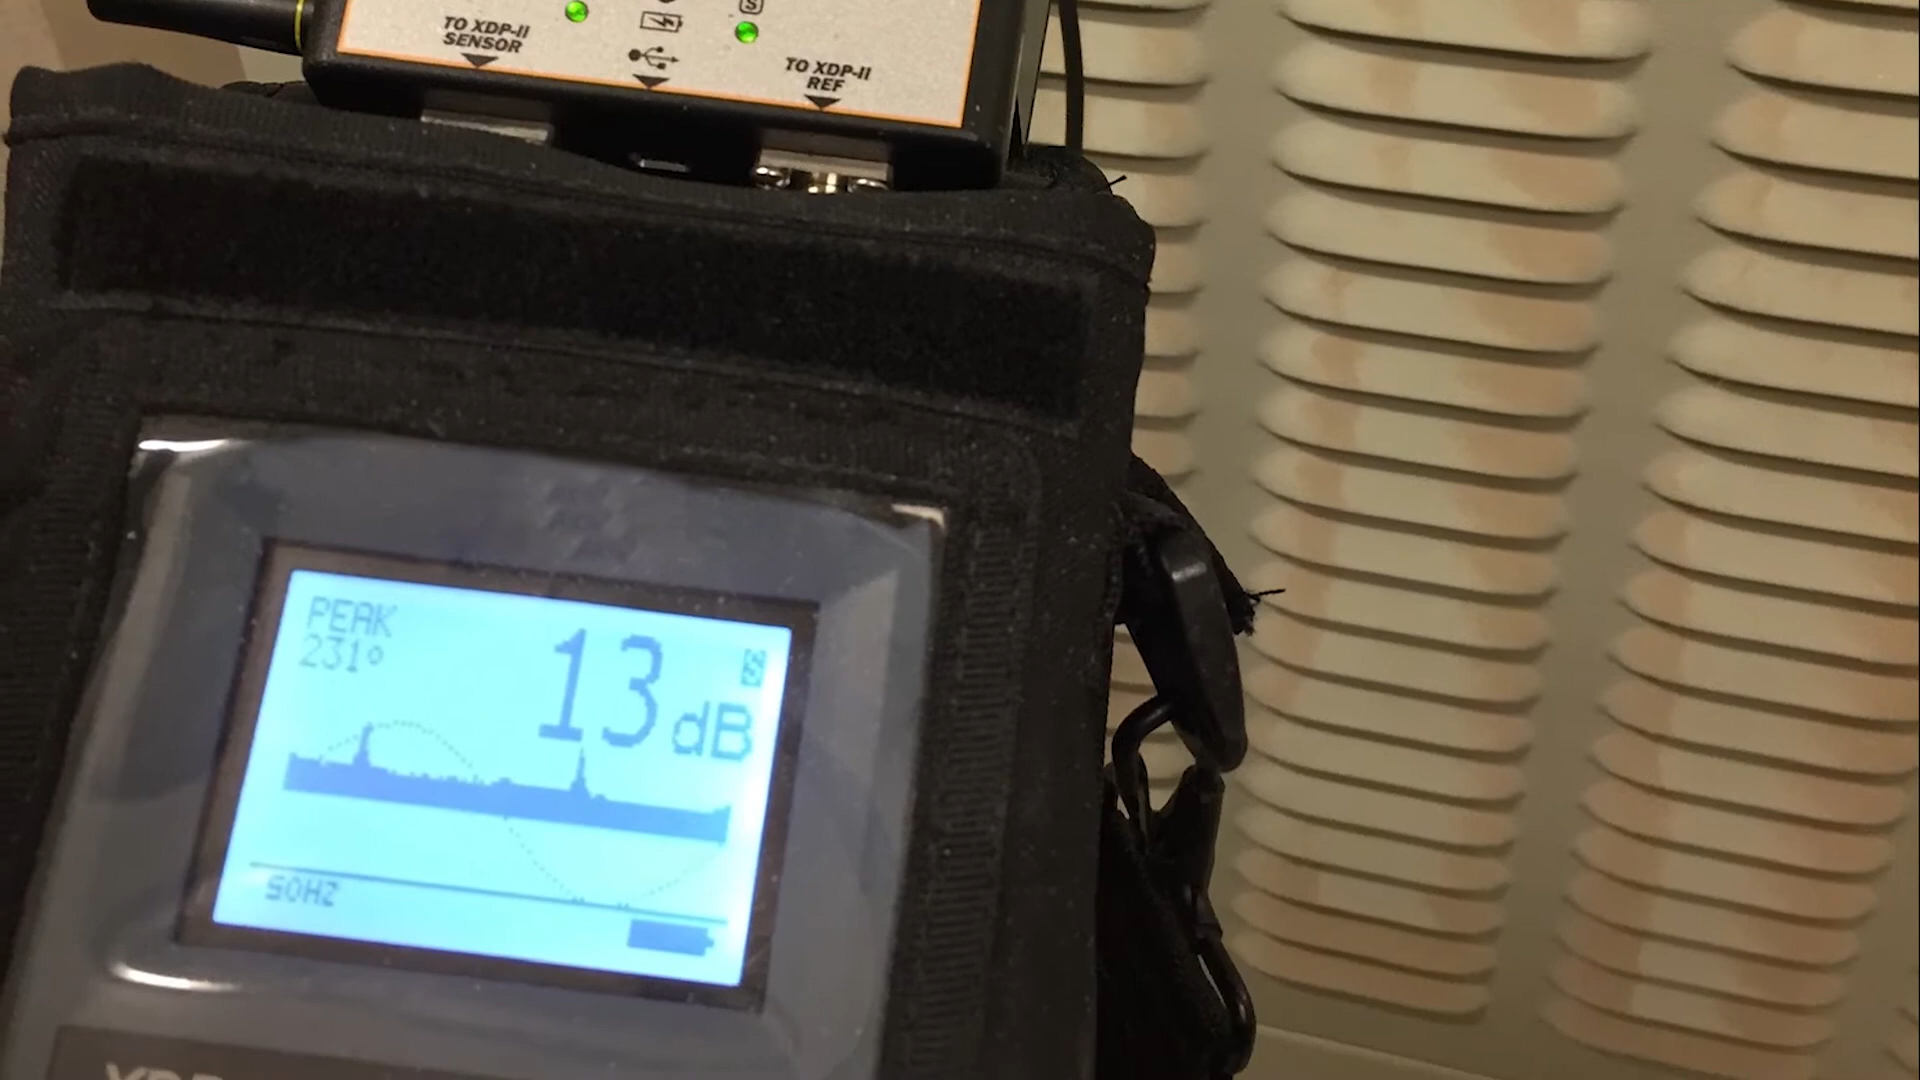 TO XDP-II
SENSOR
S
TO XDP-II
REF
PEAK
231°
13 dB
S
50HZ